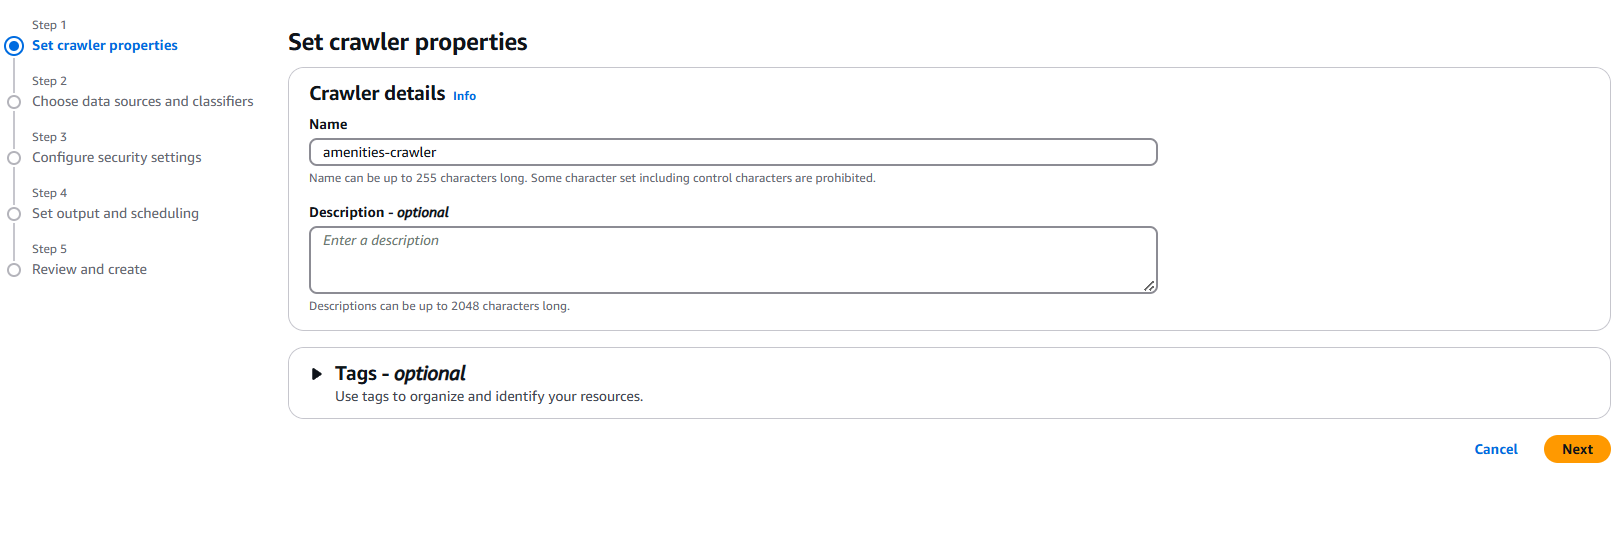 Step 1
Set crawler properties
Step 2
Choose data sources and classifiers
Step 3
Configure security settings
Step 4
Set output and scheduling
Step 5
Review and create
Set crawler properties
Crawler details Info
Name
amenities-crawler
Name can be up to 255 characters long. Some character set including control characters are prohibited.
Description - optional
Enter a description
Descriptions can be up to 2048 characters long.
Tags - optional
Use tags to organize and identify your resources.
Cancel Next